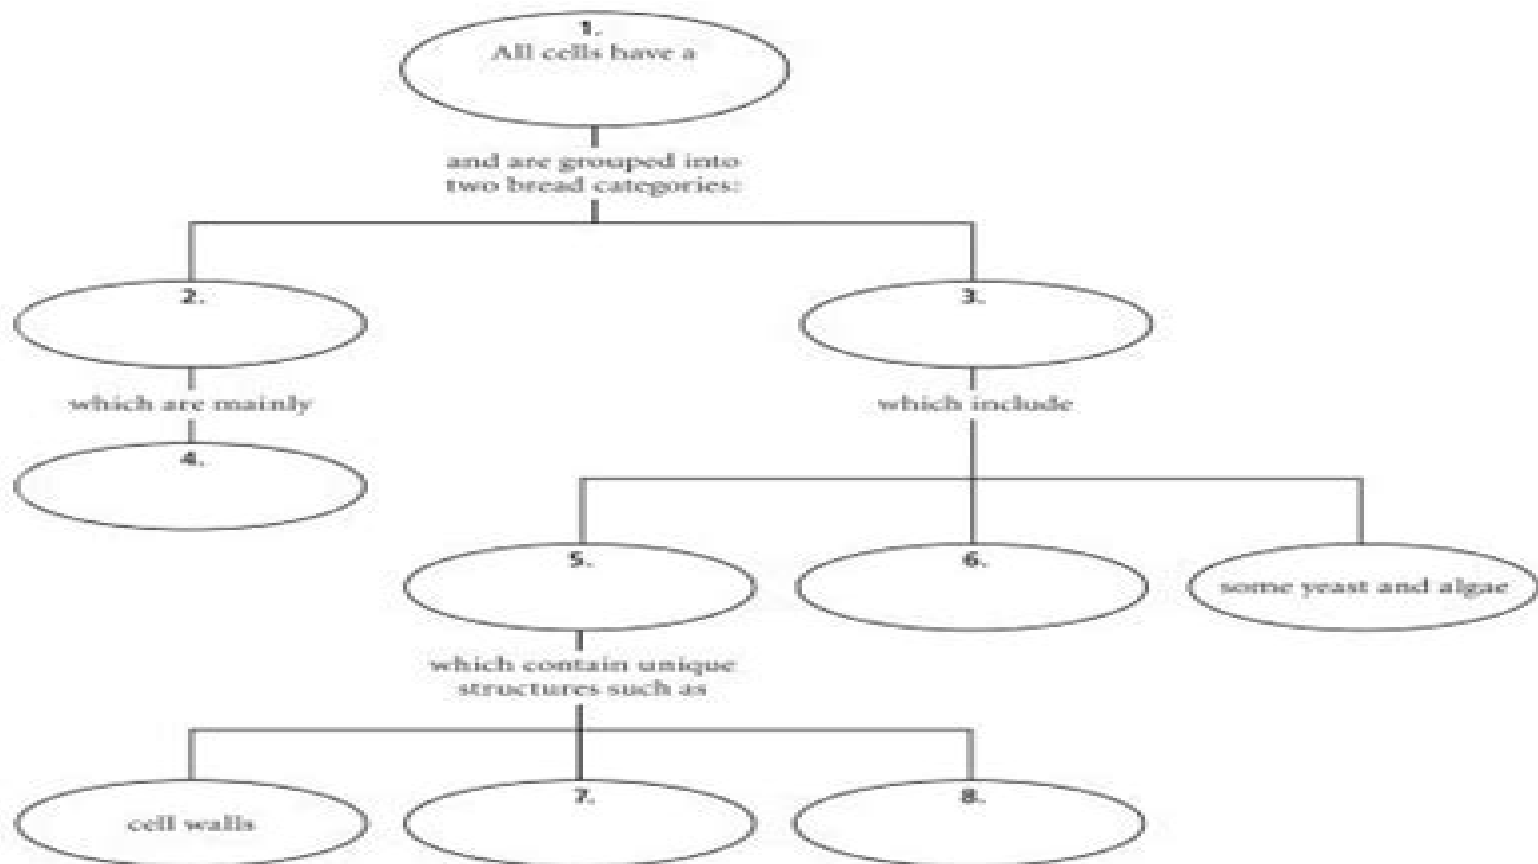 1.
All cells have a
and are grouped into
two bread categories:
2.
3.
which are mainly
which include
4.
5.
6.
some yeast and algae
which contain unique
structures such as
cell walls
7.
8.